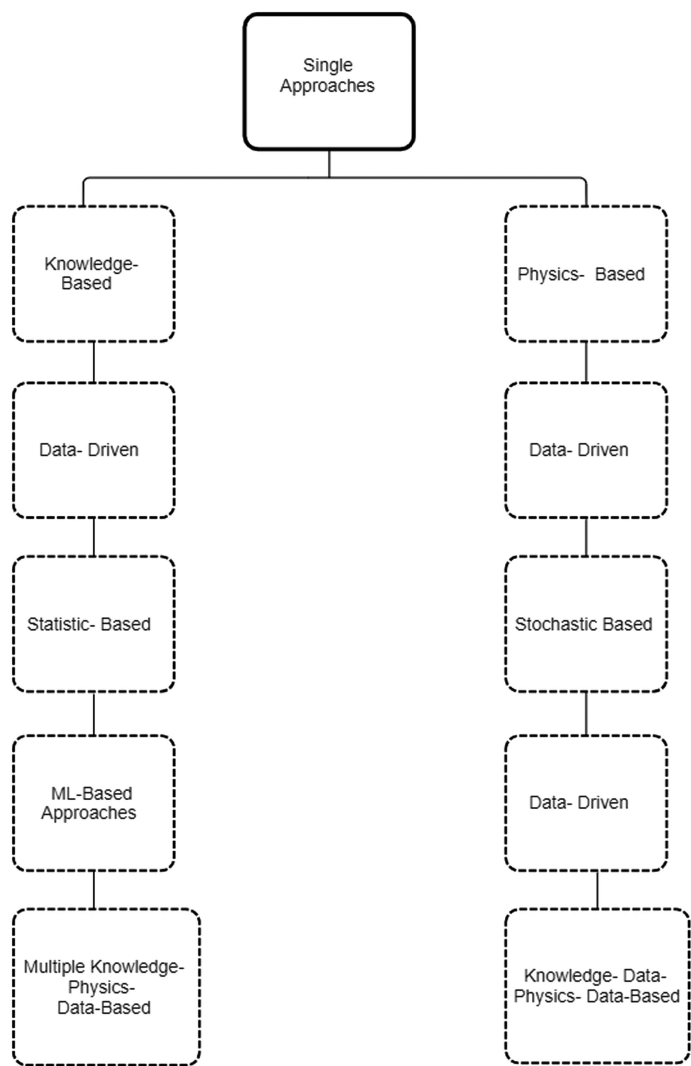 Single
Approaches
Knowledge-
Based
Physics- Based
Data- Driven
Data- Driven
Statistic- Based
Stochastic Based
ML-Based
Approaches
Data- Driven
Multiple Knowledge-
Physics-
Data-Based
Knowledge- Data-
Physics- Data-Based